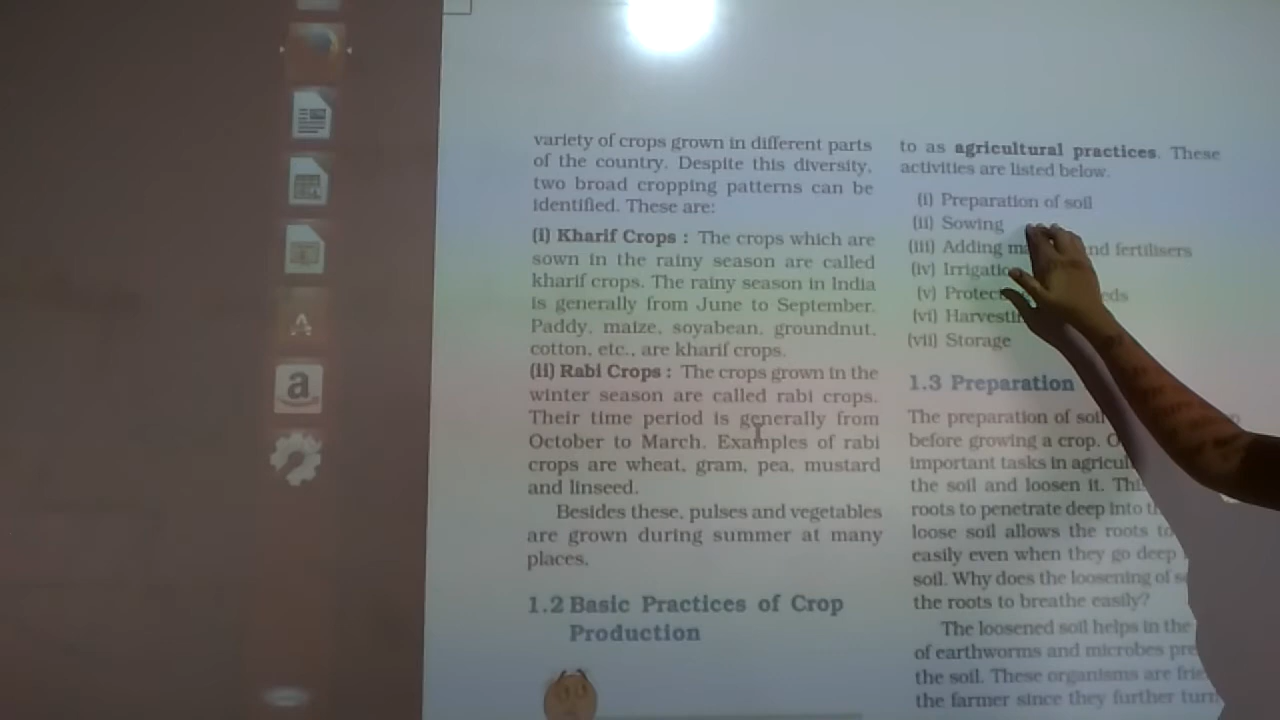 variety of crops grown in different parts
of the country. Despite this diversity,
two broad cropping patterns can be
identified. These are:
(i) Kharif Crops : The crops which are
sown in the rainy season are called
kharif crops. The rainy season in India
is generally from June to September.
Paddy, maize, soyabean, groundnut,
cotton, etc., are kharif crops.
(ii) Rabi Crops : The crops grown in the
winter season are called rabi crops.
Their time period is generally from
October to March. Examples of rabi
crops are wheat, gram, pea, mustard
and linseed.
Besides these, pulses and vegetables
are grown during summer at many
places.
1.2 Basic Practices of Crop
Production
to as agricultural practices. These
activities are listed below.
(i) Preparation of soil
(ii) Sowing
(iii) Adding and fertilisers
(iv)
(v)
(vi)
(vii) Storage
1.3 Preparation
The preparation of soil
before growing a crop.
important tasks in
the soil and loosen it.
roots to penetrate deep into
loose soil allows the roots
easily even when they go deep
soil. Why does the loosening of
the roots to breathe easily?
The loosened soil helps in the
of earthworms and microbes
the soil. These organisms are
the farmer since they further
a